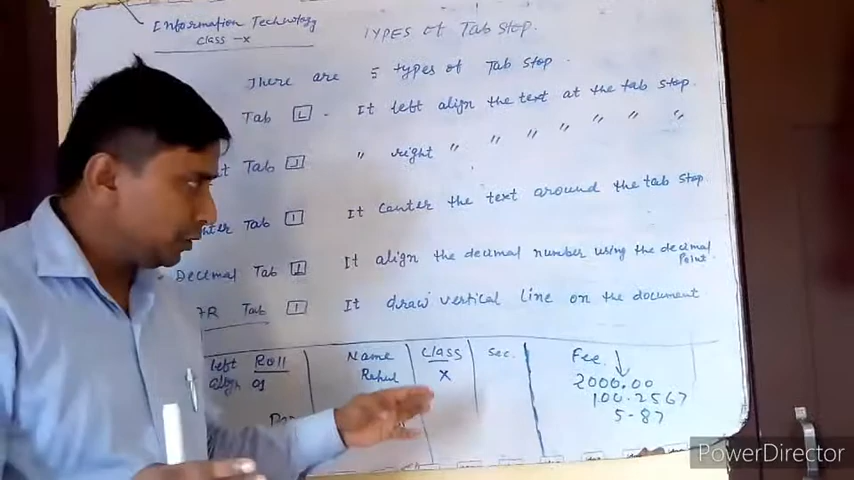 Information Technology
Class - X
TYPES of Tab Stop.
There are 5 types of Tab Stop.
Tab L . It left align the text at the tab stop.
Tab " right " " " " " " "
Tab It canter the text around the tab stop.
Decimal Tab It align the decimal number using the decimal Point.
Tab It draw vertical line on the document
Left Roll Name Class Sec. Fee.
align 01 Rahul X 2000.00
100.2567
5.87
PowerDirector